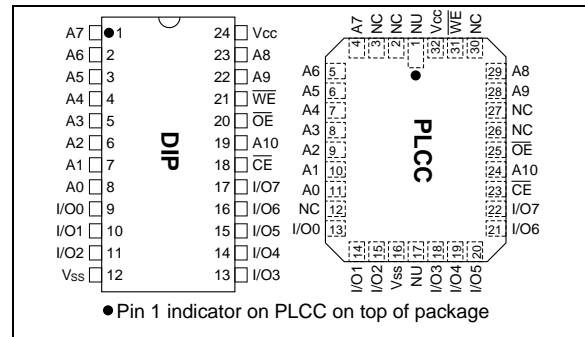 A7 1 24 Vcc
A6 2 23 A8
A5 3 22 A9
A4 4 21 WE
A3 5 20 OE
A2 6 19 A10
A1 7 18 CE
A0 8 17 I/O7
I/O0 9 16 I/O6
I/O1 10 15 I/O5
I/O2 11 14 I/O4
VSS 12 13 I/O3
DIP
A7 NC NC NU Vcc WE NC
4 3 2 1 32 31 30
A6 5 29 A8
A5 6 28 A9
A4 7 27 NC
A3 8 26 NC
A2 9 25 OE
A1 10 24 A10
A0 11 23 CE
NC 12 22 I/O7
I/O0 13 21 I/O6
PLCC
14 15 16 17 18 19 20
I/O1 I/O2 Vss NU I/O3 I/O4 I/O5
● Pin 1 indicator on PLCC on top of package